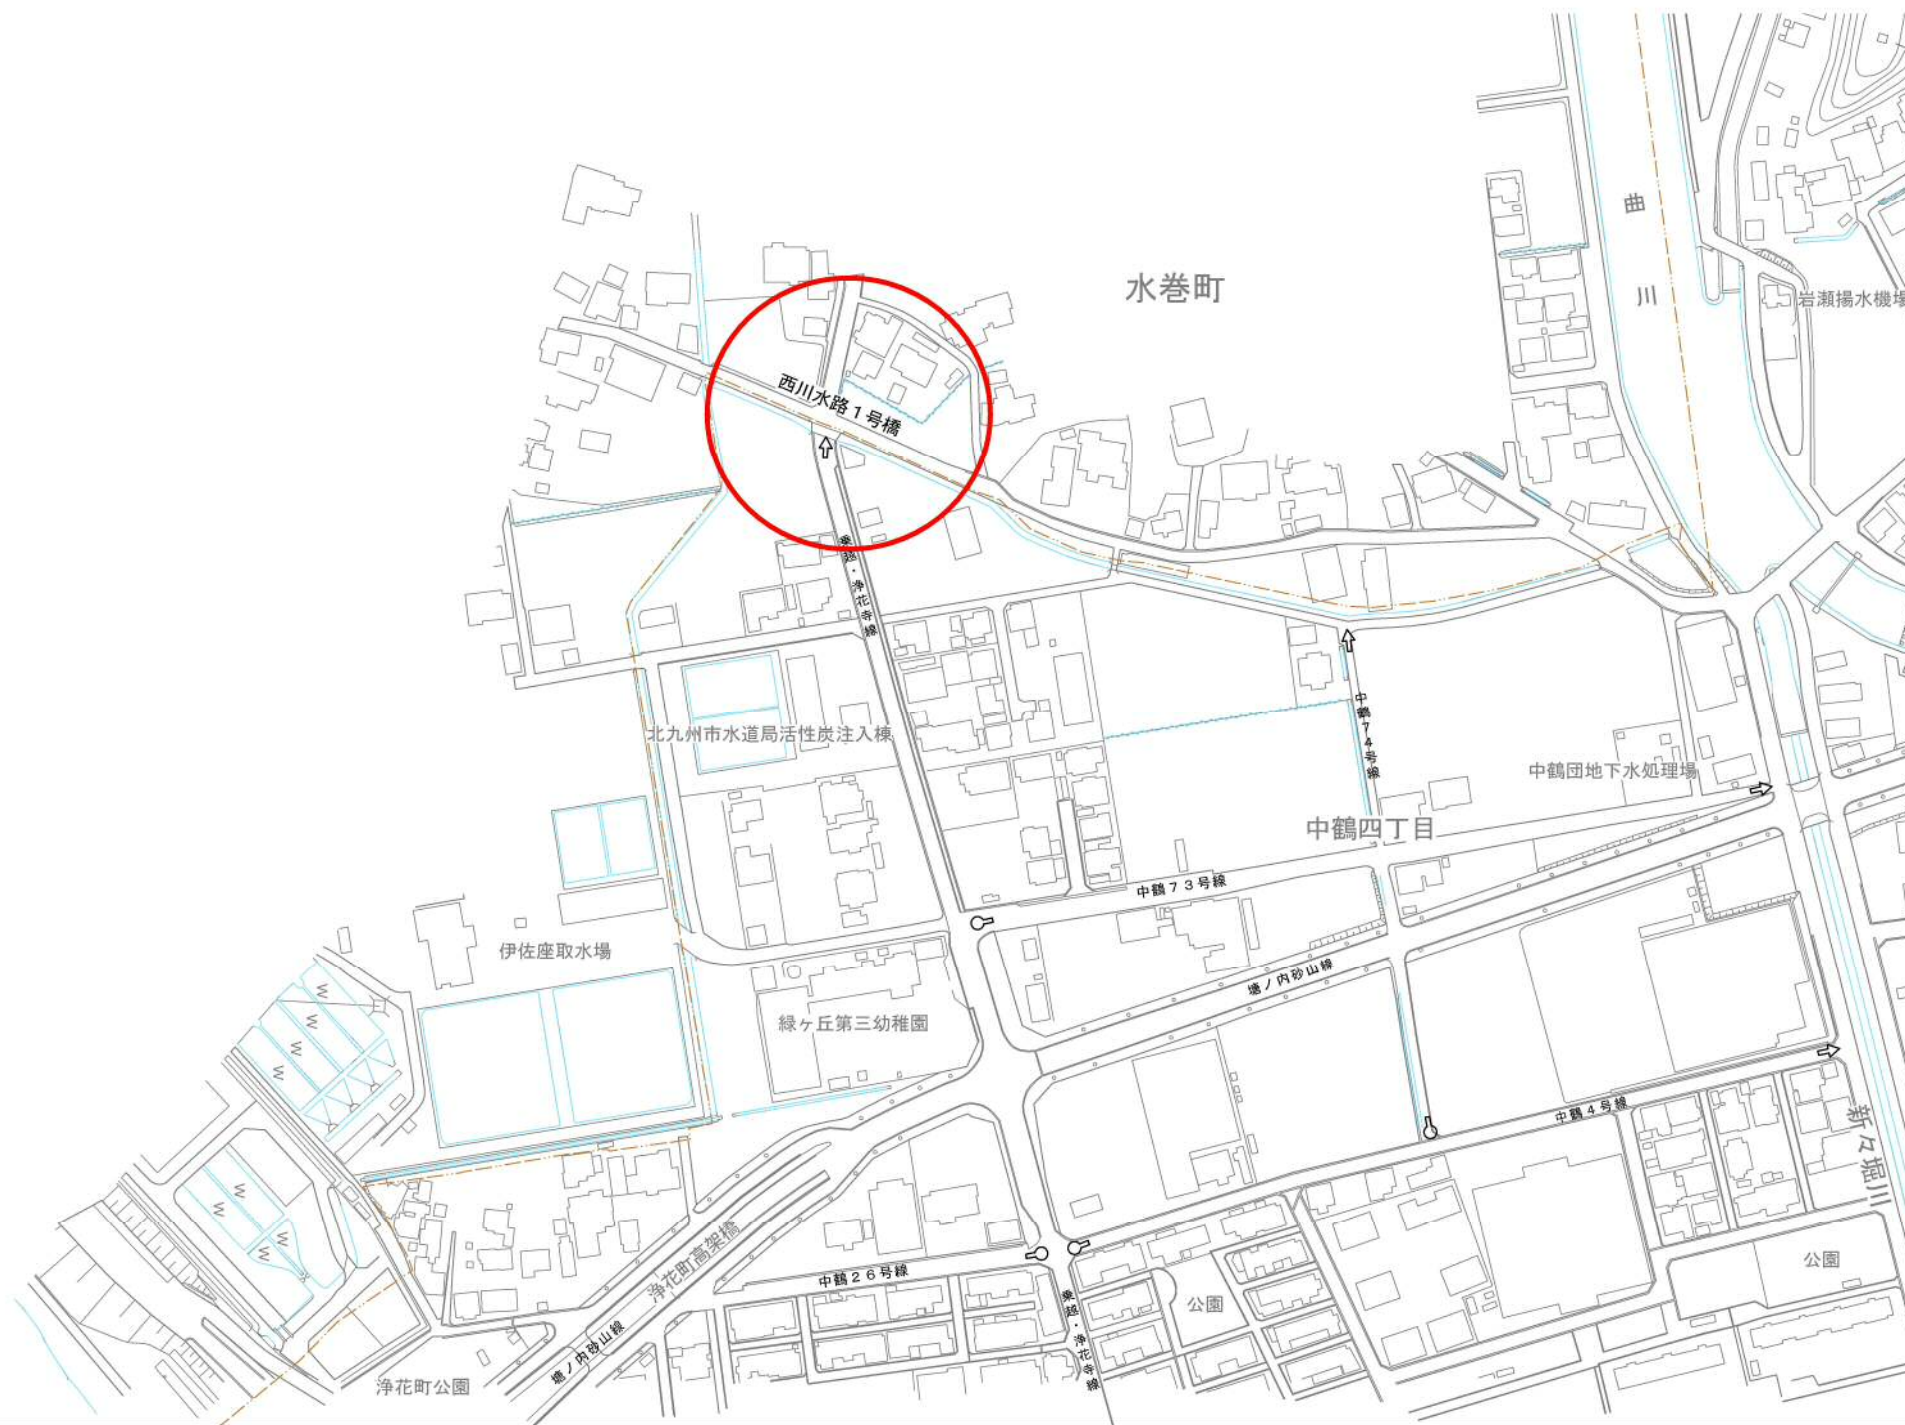 曲川
水巻町
岩瀬揚水機場
西川水路1号橋
乗越・浄花寺線
中鶴74号線
北九州市水道局活性炭注入棟
中鶴団地下水処理場
中鶴四丁目
中鶴73号線
伊佐座取水場
塘ノ内砂山線
W
W
W
W
緑ヶ丘第三幼稚園
中鶴4号線
新々堀川
W
W
W
W
浄花町高架橋
中鶴26号線
公園
公園
乗越・浄花寺線
塘ノ内砂山線
浄花町公園